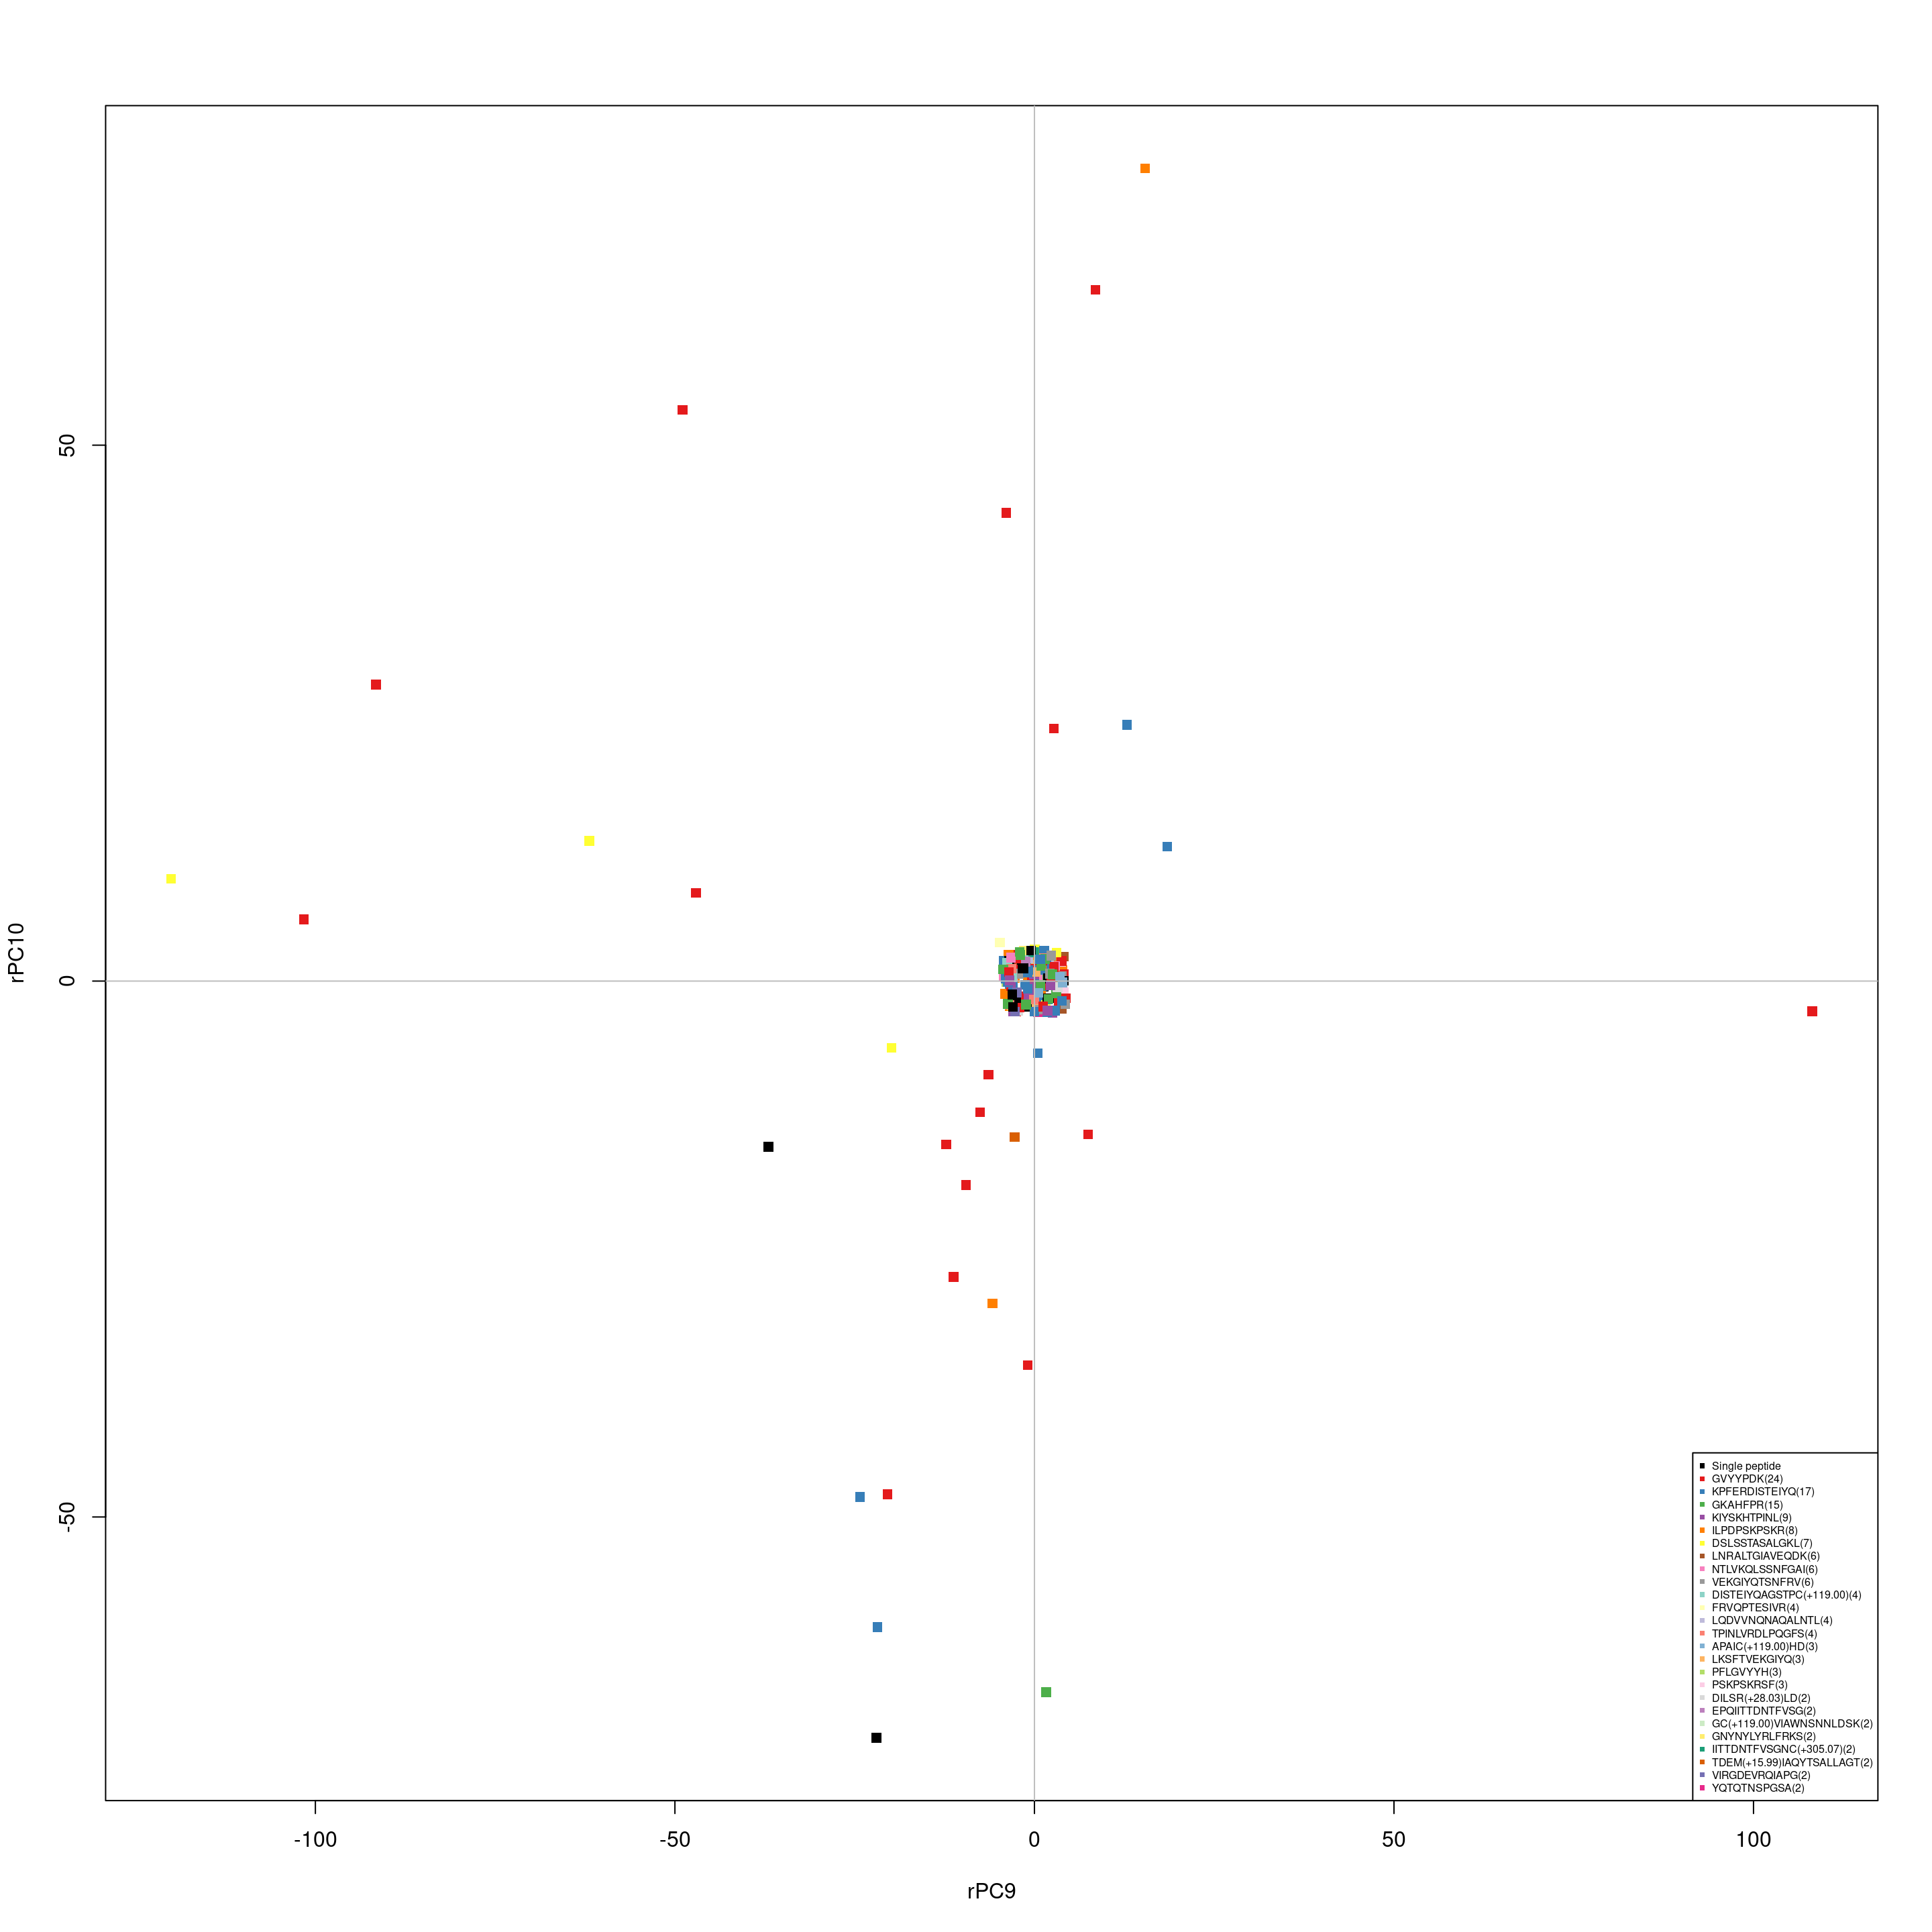 50
0
-50
rPC10
-100
-50
0
50
100
rPC9
Single peptide
GVYYPDK(24)
KPFERDISTEIYQ(17)
GKAHFPR(15)
KIYSKHTPINL(9)
ILPDPSKPSKR(8)
DSLSSTASALGKL(7)
LNRALTGIAVEQDK(6)
NTLVKQLSSNFGAI(6)
VEKGIYQTSNFRV(6)
DISTEIYQAGSTPC(+119.00)(4)
FRVQPTESIVR(4)
LQDVVNQNAQALNTL(4)
TPINLVRDLPQGFS(4)
APAIC(+119.00)HD(3)
LKSFTVEKGIYQ(3)
PFLGVYYH(3)
PSKPSKRSF(3)
DILSR(+28.03)LD(2)
EPQIITTDNTFVSG(2)
GC(+119.00)VIAWNSNNLDSK(2)
GNYNYLYRLFRKS(2)
IITTDNTFVSGNC(+305.07)(2)
TDEM(+15.99)IAQYTSALLAGT(2)
VIRGDEVRQIAPG(2)
YQTQTNSPGSA(2)